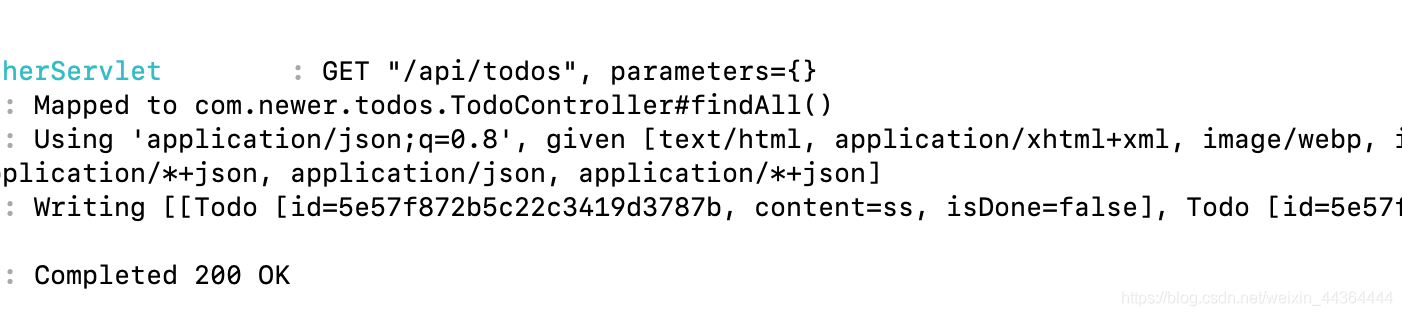 herServlet : GET "/api/todos", parameters={}
: Mapped to com.newer.todos.TodoController#findAll()
: Using 'application/json;q=0.8', given [text/html, application/xhtml+xml, image/webp, i
pplication/*+json, application/json, application/*+json]
: Writing [[Todo [id=5e57f872b5c22c3419d3787b, content=ss, isDone=false], Todo [id=5e57f
: Completed 200 OK
https://blog.csdn.net/weixin_44364444